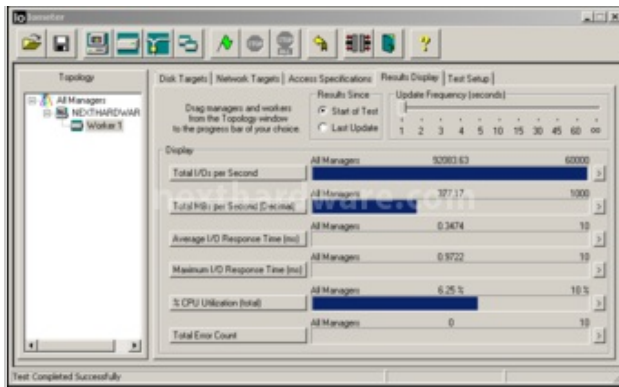 Iometer
Topology
All Managers
NEXTHARDWAR
Worker 1
Disk Targets | Network Targets | Access Specifications | Results Display | Test Setup
Drag managers and workers
from the Topology window
to the progress bar of your choice.
Results Since
Start of Test
Last Update
Update Frequency (seconds)
1 2 3 4 5 10 15 30 45 60 ∞
Display
All Managers 92083.63 60000
Total I/Os per Second
All Managers 377.17 1000
Total MBs per Second (Decimal)
nexthardware.com
All Managers 0.3474 10
Average I/O Response Time (ms)
All Managers 0.9722 10
Maximum I/O Response Time (ms)
All Managers 6.25 % 10 %
% CPU Utilization (total)
All Managers 0 10
Total Error Count
Test Completed Successfully